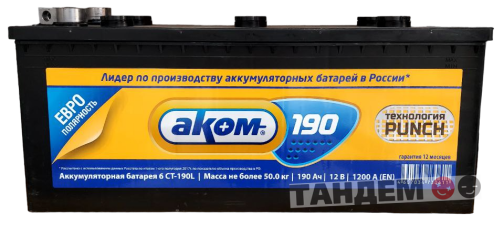 Лидер по производству аккумуляторных батарей в России*
ЕВРО
ПОЛЯРНОСТЬ
аком
190
ТЕХНОЛОГИЯ
PUNCH
гарантия 12 месяцев
Аккумуляторная батарея 6 СТ-190L | Масса не более 50.0 кг | 190 Ач | 12 В | 1200 А (EN)
ТАНДЕМ